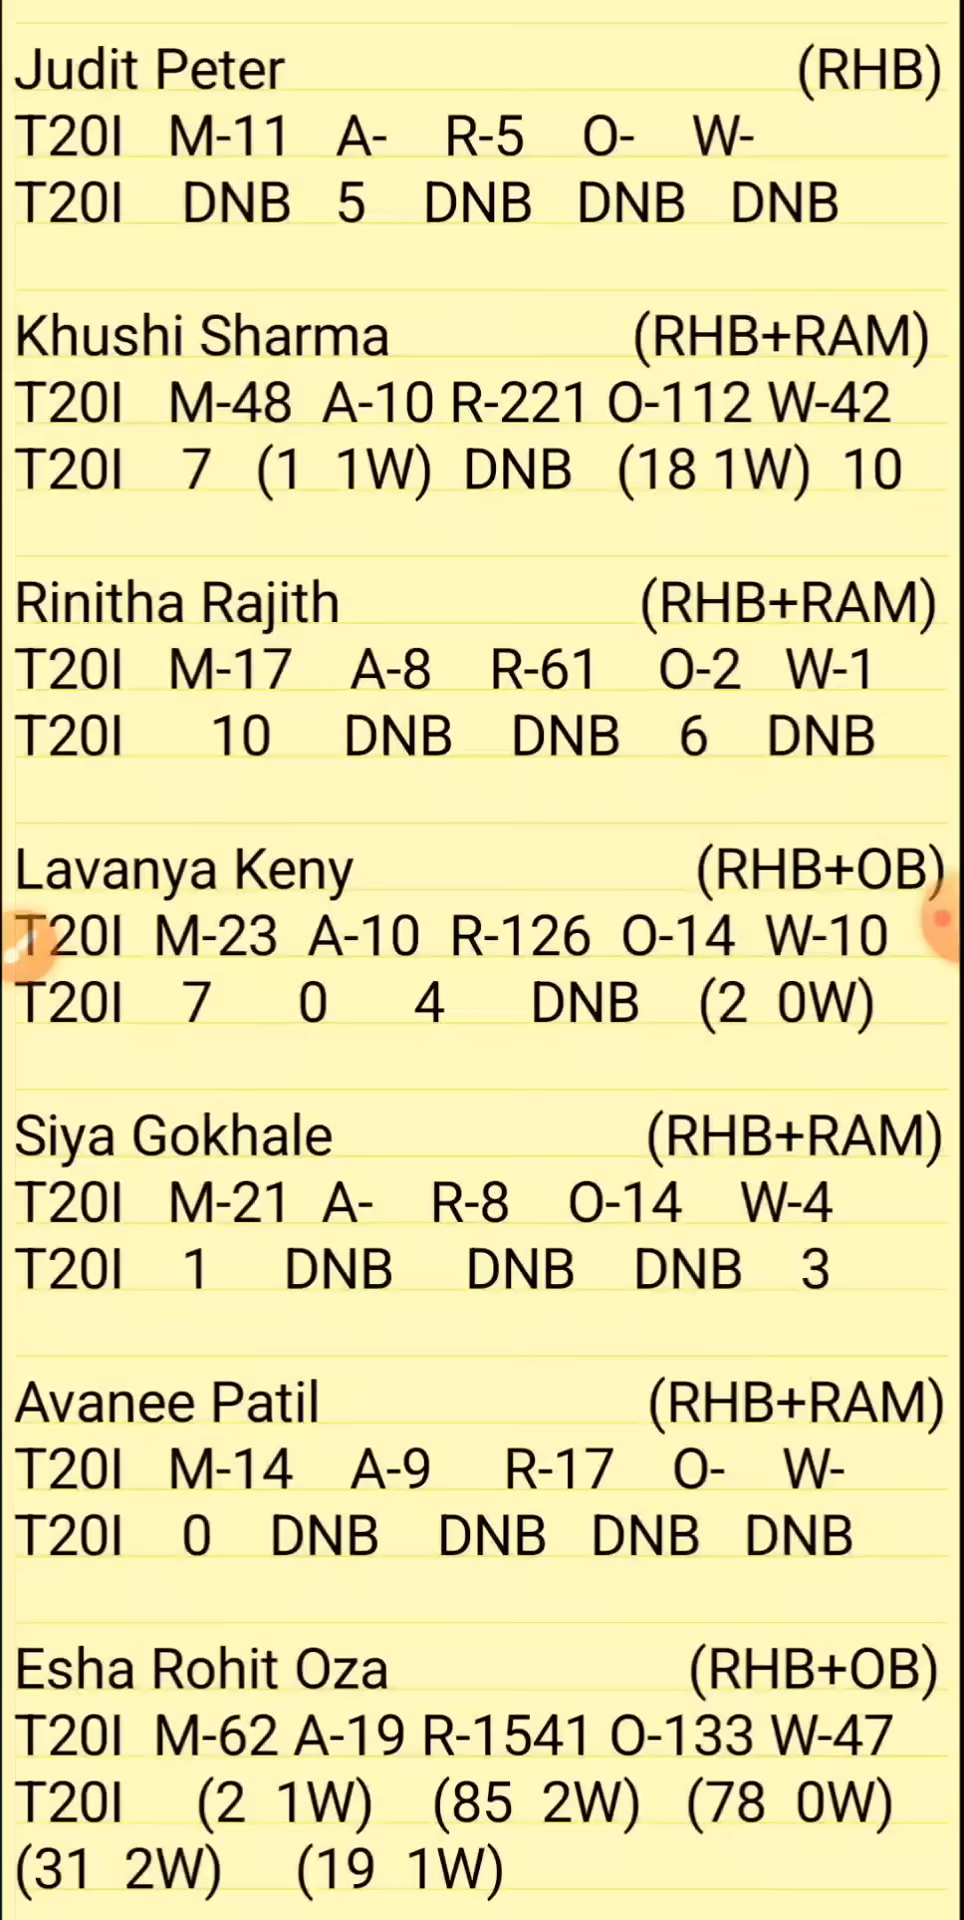 Judit Peter (RHB)
T20I M-11 A- R-5 O- W-
T20I DNB 5 DNB DNB DNB
Khushi Sharma (RHB+RAM)
T20I M-48 A-10 R-221 O-112 W-42
T20I 7 (1 1W) DNB (18 1W) 10
Rinitha Rajith (RHB+RAM)
T20I M-17 A-8 R-61 O-2 W-1
T20I 10 DNB DNB 6 DNB
Lavanya Keny (RHB+OB)
T20I M-23 A-10 R-126 O-14 W-10
T20I 7 0 4 DNB (2 0W)
Siya Gokhale (RHB+RAM)
T20I M-21 A- R-8 O-14 W-4
T20I 1 DNB DNB DNB 3
Avanee Patil (RHB+RAM)
T20I M-14 A-9 R-17 O- W-
T20I 0 DNB DNB DNB DNB
Esha Rohit Oza (RHB+OB)
T20I M-62 A-19 R-1541 O-133 W-47
T20I (2 1W) (85 2W) (78 0W)
(31 2W) (19 1W)